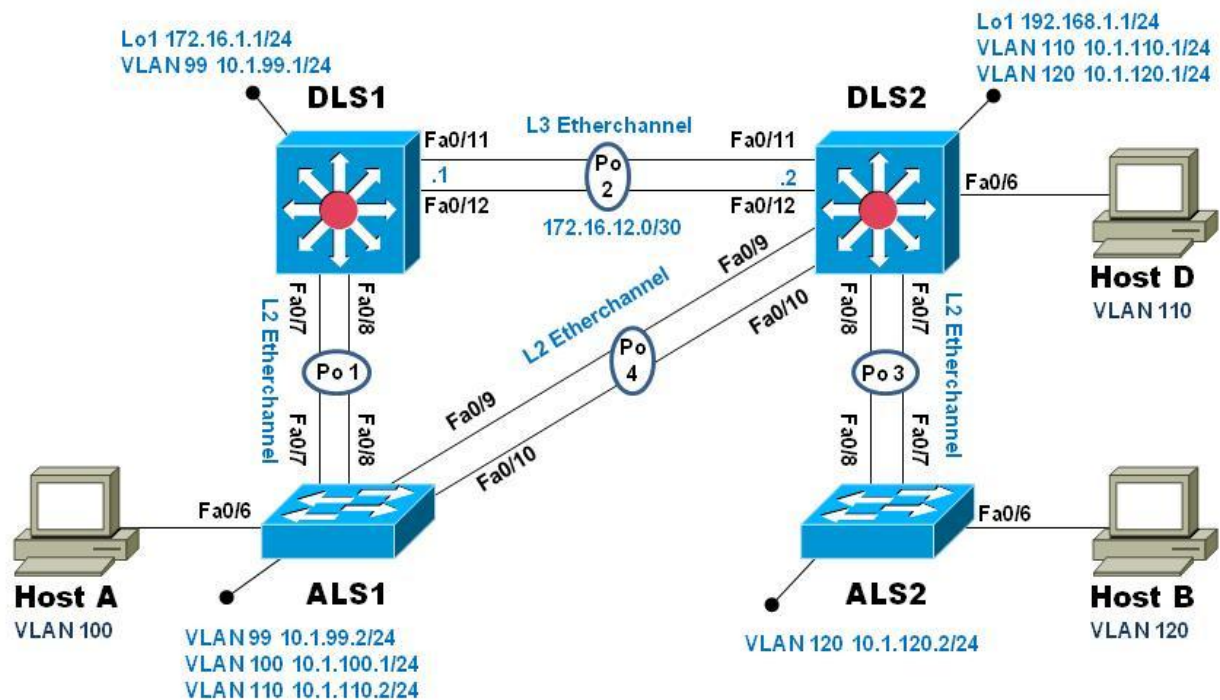 Lo1 172.16.1.1/24
VLAN 99 10.1.99.1/24
DLS1
Lo1 192.168.1.1/24
VLAN 110 10.1.110.1/24
VLAN 120 10.1.120.1/24
DLS2
L3 Etherchannel
Fa0/11
Fa0/11
Po
2
.1
.2
Fa0/12
Fa0/12
172.16.12.0/30
Fa0/6
Host D
VLAN 110
Fa0/7
Fa0/8
L2 Etherchannel
Po 1
Fa0/7
Fa0/8
Fa0/9
Fa0/10
L2 Etherchannel
Po
4
Fa0/9
Fa0/10
Fa0/8
Fa0/7
L2 Etherchannel
Po 3
Fa0/8
Fa0/7
Fa0/6
Host A
VLAN 100
ALS1
VLAN 99 10.1.99.2/24
VLAN 100 10.1.100.1/24
VLAN 110 10.1.110.2/24
ALS2
VLAN 120 10.1.120.2/24
Fa0/6
Host B
VLAN 120